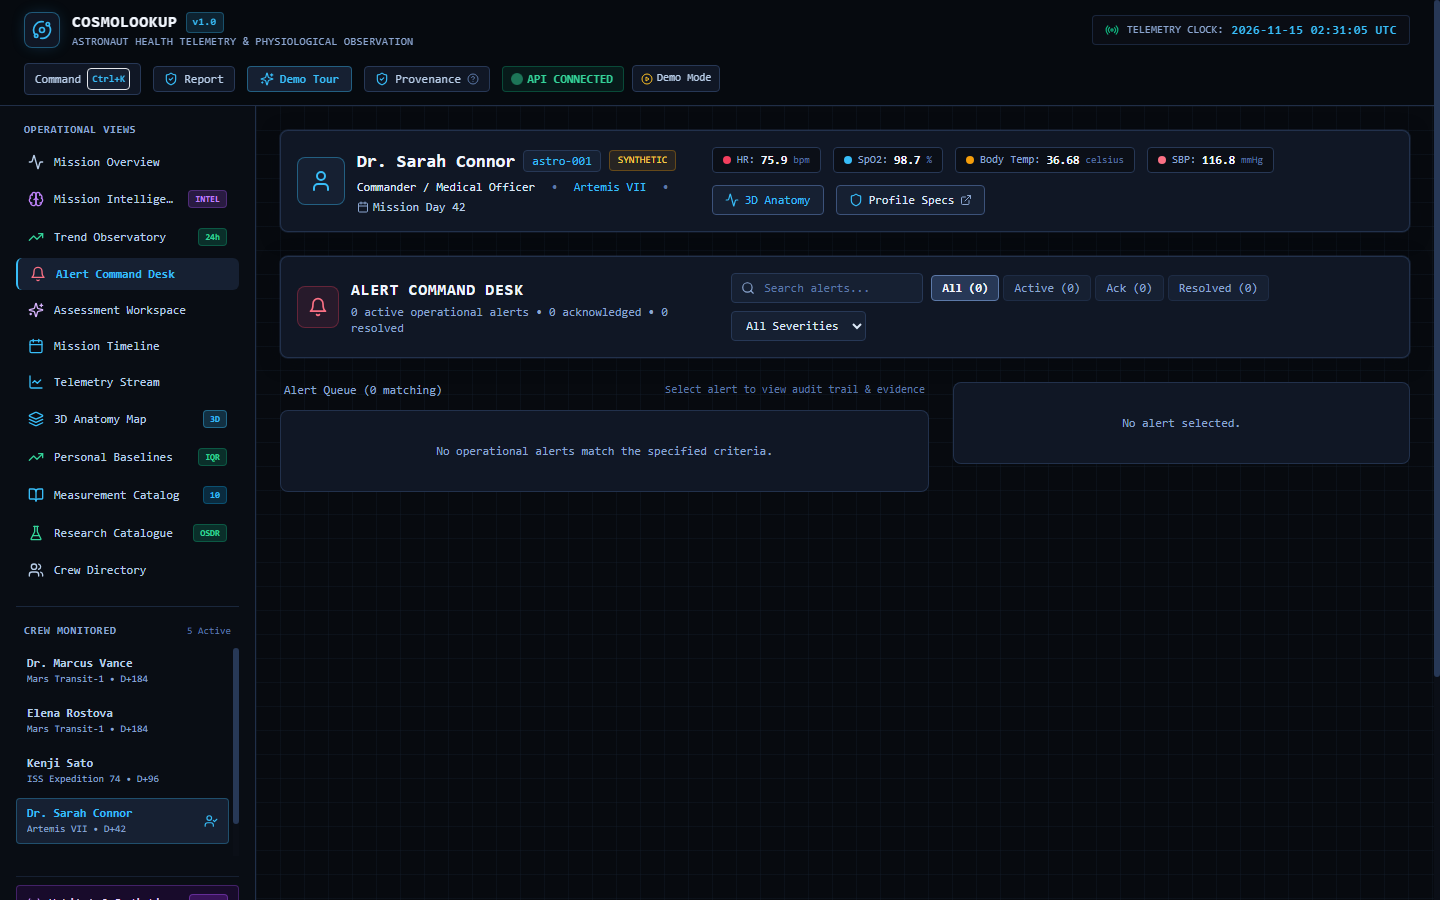 COSMOLOOKUP v1.0
ASTRONAUT HEALTH TELEMETRY & PHYSIOLOGICAL OBSERVATION
TELEMETRY CLOCK: 2026-11-15 02:31:05 UTC
Command Ctrl+K
Report
Demo Tour
Provenance
API CONNECTED
Demo Mode
OPERATIONAL VIEWS
Mission Overview
Mission Intellige… INTEL
Trend Observatory 24h
Alert Command Desk
Assessment Workspace
Mission Timeline
Telemetry Stream
3D Anatomy Map 3D
Personal Baselines IQR
Measurement Catalog 10
Research Catalogue OSDR
Crew Directory
CREW MONITORED 5 Active
Dr. Marcus Vance
Mars Transit-1 • D+184
Elena Rostova
Mars Transit-1 • D+184
Kenji Sato
ISS Expedition 74 • D+96
Dr. Sarah Connor
Artemis VII • D+42
Dr. Sarah Connor astro-001 SYNTHETIC
Commander / Medical Officer • Artemis VII •
Mission Day 42
HR: 75.9 bpm
SpO2: 98.7 %
Body Temp: 36.68 celsius
SBP: 116.8 mmHg
3D Anatomy
Profile Specs
ALERT COMMAND DESK
0 active operational alerts • 0 acknowledged • 0
resolved
Search alerts...
All (0) Active (0) Ack (0) Resolved (0)
All Severities
Alert Queue (0 matching)
Select alert to view audit trail & evidence
No operational alerts match the specified criteria.
No alert selected.